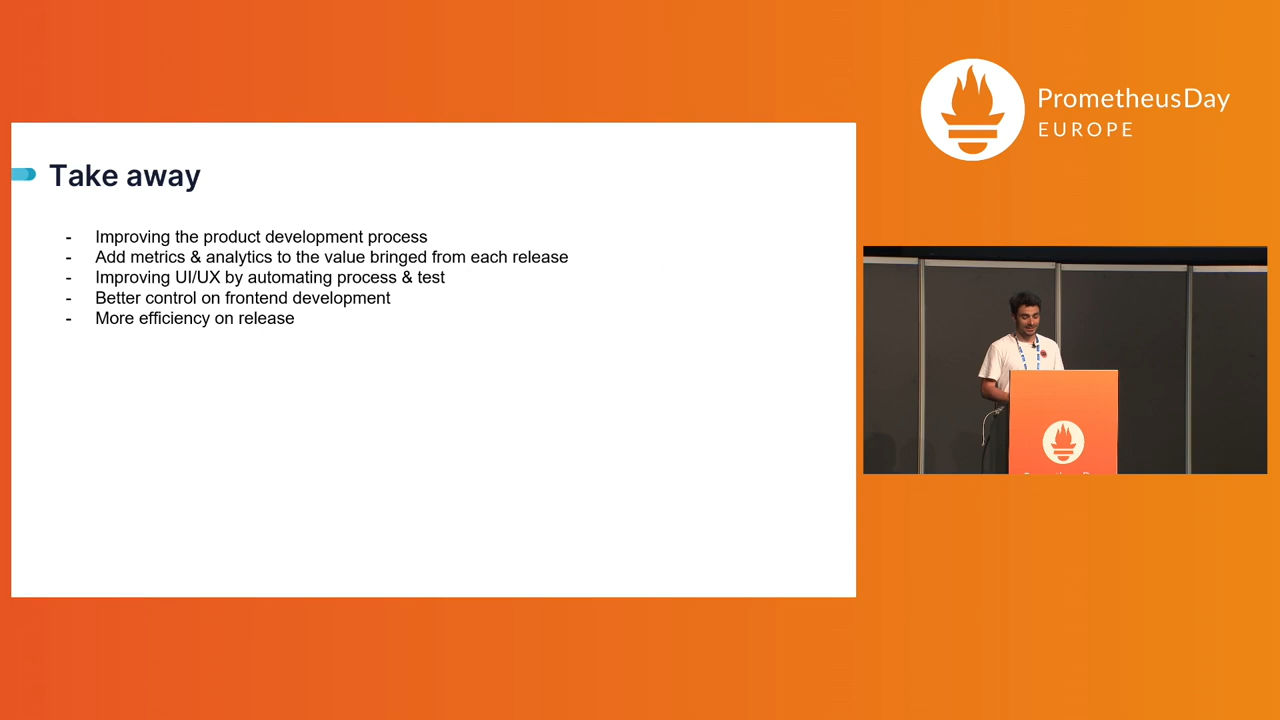 PrometheusDay
EUROPE
Take away
- Improving the product development process
- Add metrics & analytics to the value bringed from each release
- Improving UI/UX by automating process & test
- Better control on frontend development
- More efficiency on release